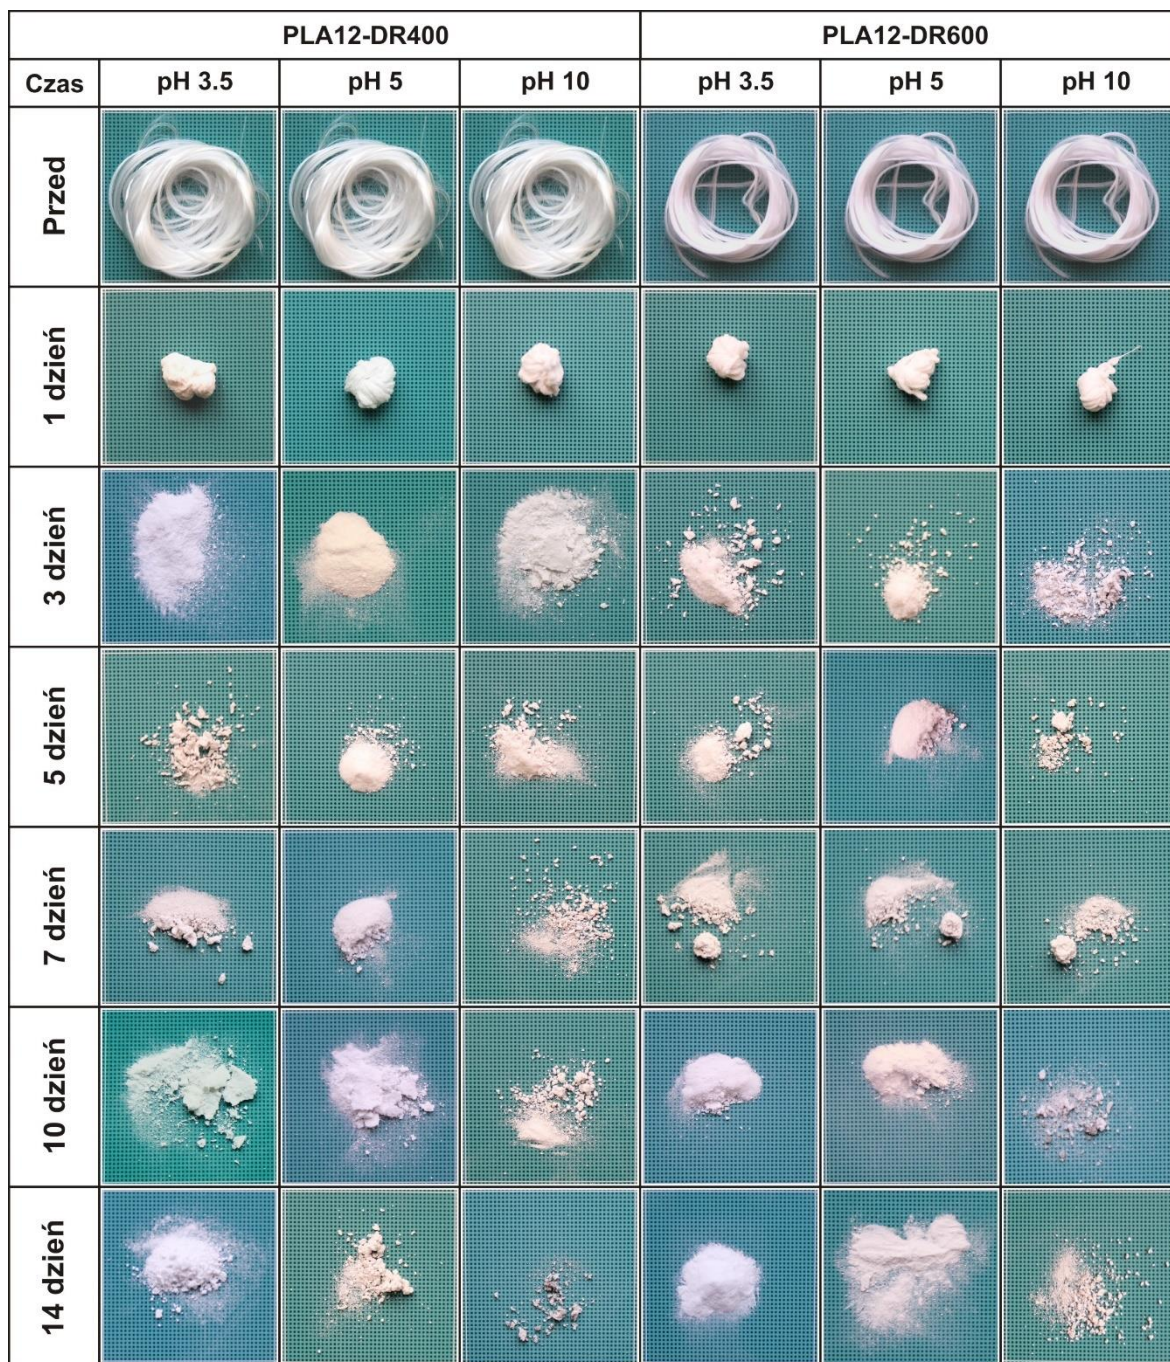 PLA12-DR400 PLA12-DR600
Czas pH 3.5 pH 5 pH 10 pH 3.5 pH 5 pH 10
Przed
1 dzień
3 dzień
5 dzień
7 dzień
10 dzień
14 dzień